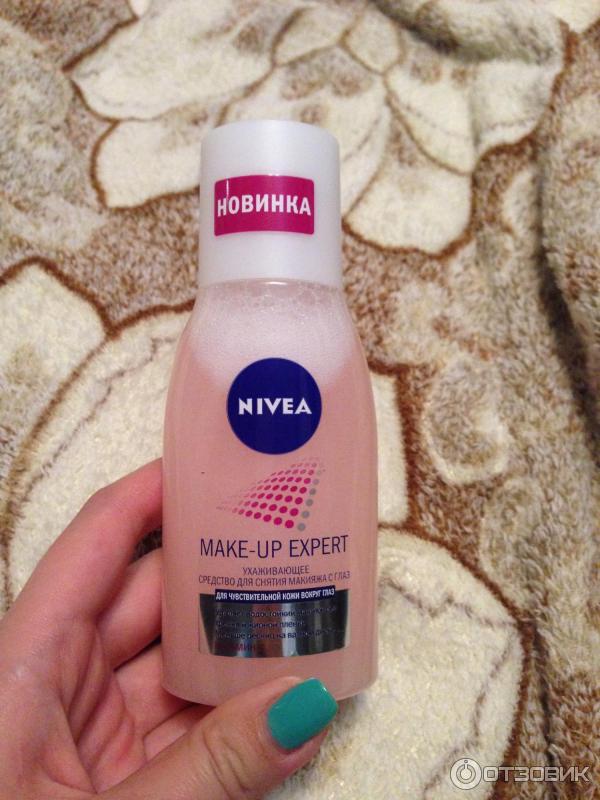 НОВИНКА
NIVEA
MAKE-UP EXPERT
УХАЖИВАЮЩЕЕ
СРЕДСТВО ДЛЯ СНЯТИЯ МАКИЯЖА С ГЛАЗ
ДЛЯ ЧУВСТВИТЕЛЬНОЙ КОЖИ ВОКРУГ ГЛАЗ
ОТЗОВИК